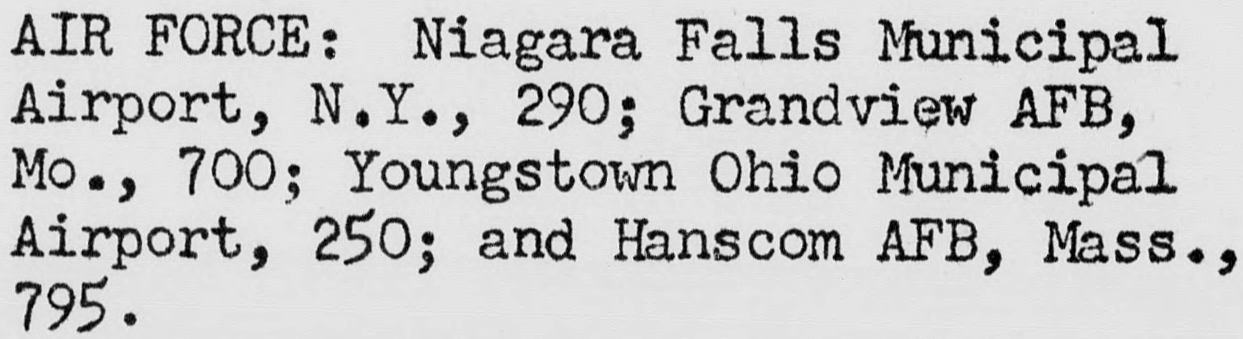 AIR FORCE: Niagara Falls Municipal
Airport, N.Y., 290; Grandview AFB,
Mo., 700; Youngstown Ohio Municipal
Airport, 250; and Hanscom AFB, Mass.,
795.